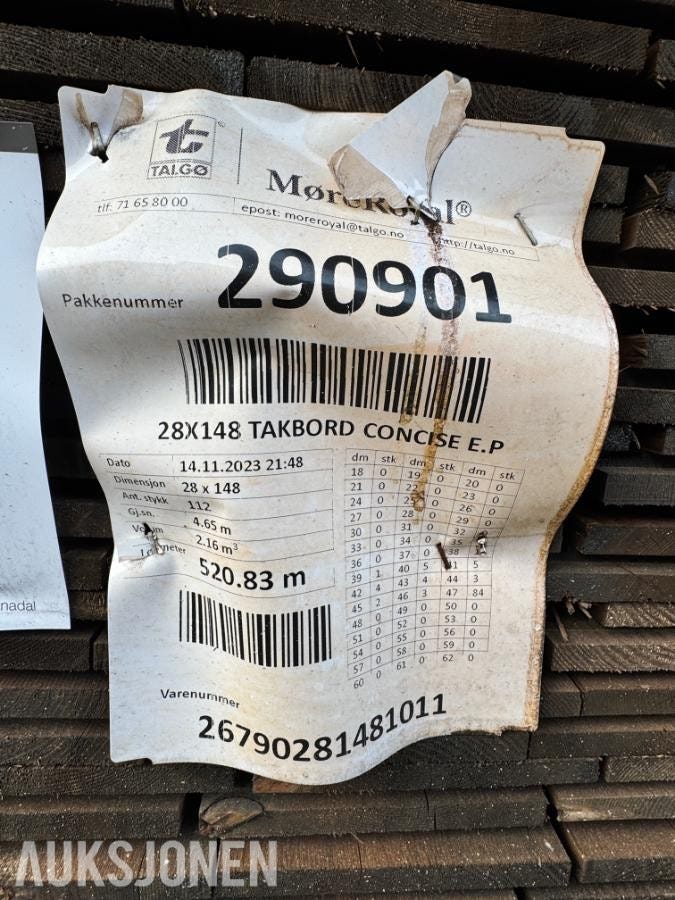 TALGØ
MøreRoyal®
tlf: 71 65 80 00 epost: moreroyal@talgo.no http://talgo.no
Pakkenummer 290901
28X148 TAKBORD CONCISE E.P
Dato 14.11.2023 21:48
Dimensjon 28 x 148
Ant. stykk 112
Gj.sn. 4.65 m
2.16 m³
520.83 m
dm stk dm stk dm stk
18 0 19 0 20 0
21 0 22 0 23 0
24 0 25 0 26 0
27 0 28 0 29 0
30 0 31 0 32
33 0 34 0 35
36 0 37 0 38
39 1 40 5 41 5
42 4 43 4 44 3
45 2 46 3 47 84
48 0 49 0 50 0
51 0 52 0 53 0
54 0 55 0 56 0
57 0 58 0 59 0
60 0 61 0 62 0
Varenummer
26790281481011
nadal
AUKSJONEN